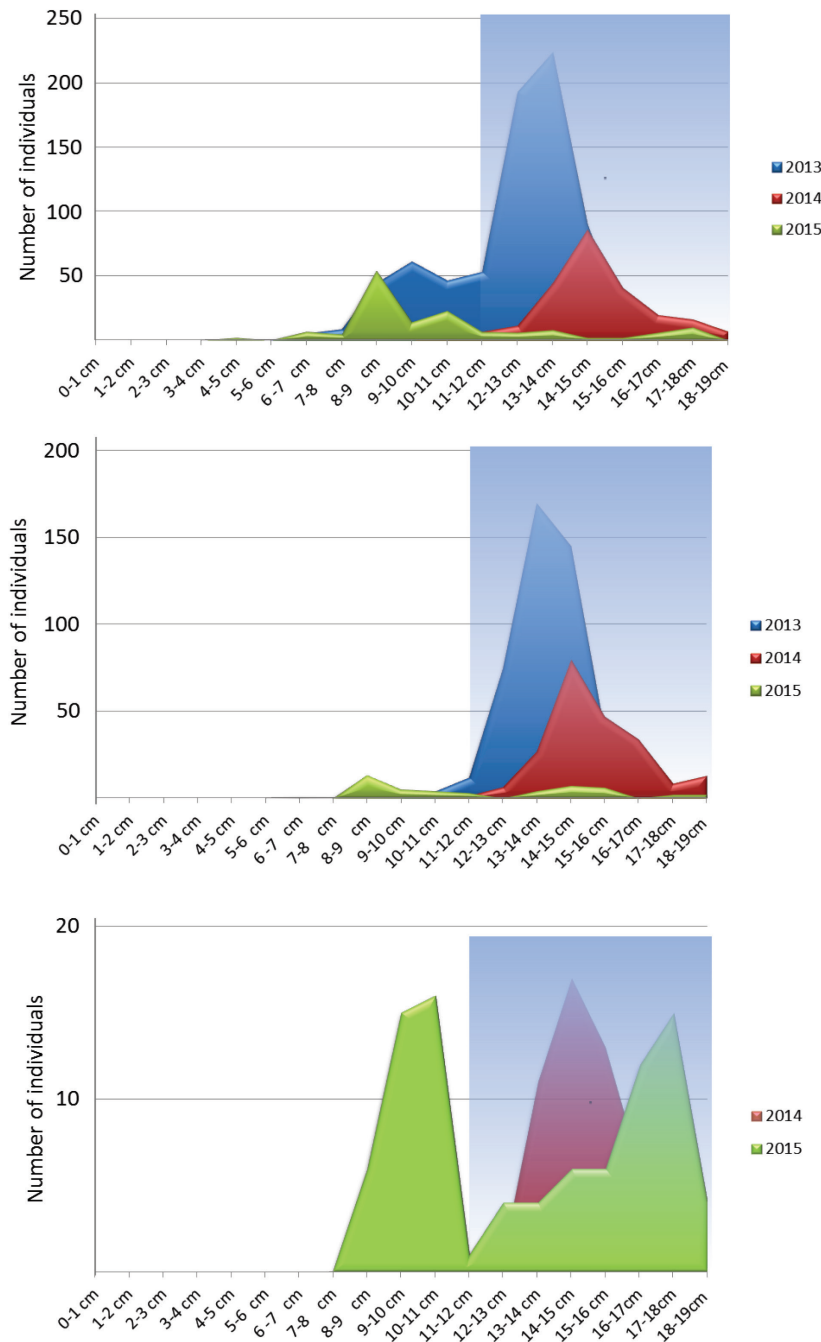 Number of individuals
250
200
150
100
50
0-1 cm
1-2 cm
2-3 cm
3-4 cm
4-5 cm
5-6 cm
6 -7 cm
7-8 cm
8-9 cm
9-10 cm
10-11 cm
11-12 cm
12-13 cm
13-14 cm
14-15 cm
15-16 cm
16-17cm
17-18 cm
18-19cm
2013
2014
2015
Number of individuals
200
150
100
50
0-1 cm
1-2 cm
2-3 cm
3-4 cm
4-5 cm
5-6 cm
6 -7 cm
7-8 cm
8-9 cm
9-10 cm
10-11 cm
11-12 cm
12-13 cm
13-14 cm
14-15 cm
15-16 cm
16-17cm
17-18 cm
18-19cm
2013
2014
2015
Number of individuals
20
10
0-1 cm
1-2 cm
2-3 cm
3-4 cm
4-5 cm
5-6 cm
6 -7 cm
7-8 cm
8-9 cm
9-10 cm
10-11 cm
11-12 cm
12-13 cm
13-14 cm
14-15 cm
15-16 cm
16-17cm
17-18cm
18-19cm
2014
2015